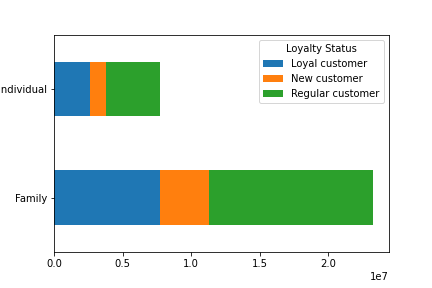 Loyalty Status
Loyal customer
New customer
Regular customer
ndividual
Family
0.0 0.5 1.0 1.5 2.0
1e7